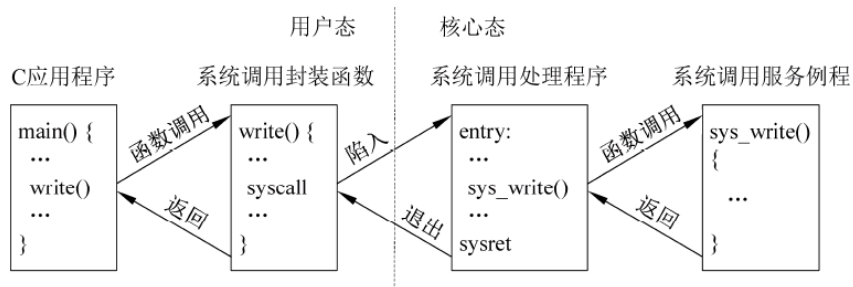 用户态 核心态
C应用程序 系统调用封装函数 系统调用处理程序 系统调用服务例程
main() {
...
write()
...
}
函数调用
返回
write() {
...
syscall
...
}
陷入
退出
entry:
...
sys_write()
...
sysret
函数调用
返回
sys_write()
{
...
}